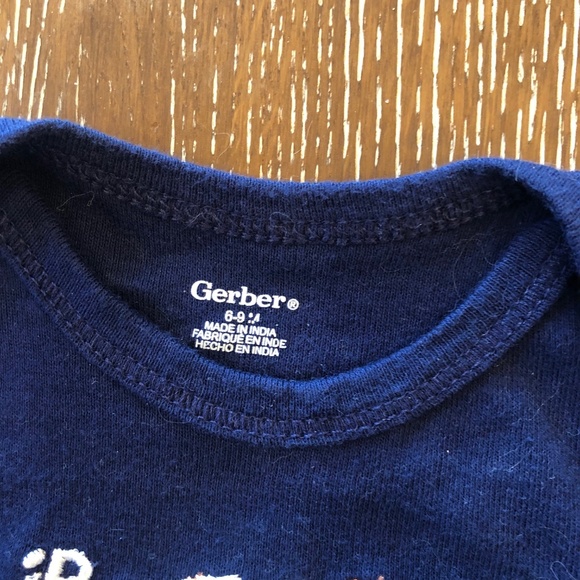 Gerber®
6-9 M
MADE IN INDIA
FABRIQUÉ EN INDE
HECHO EN INDIA